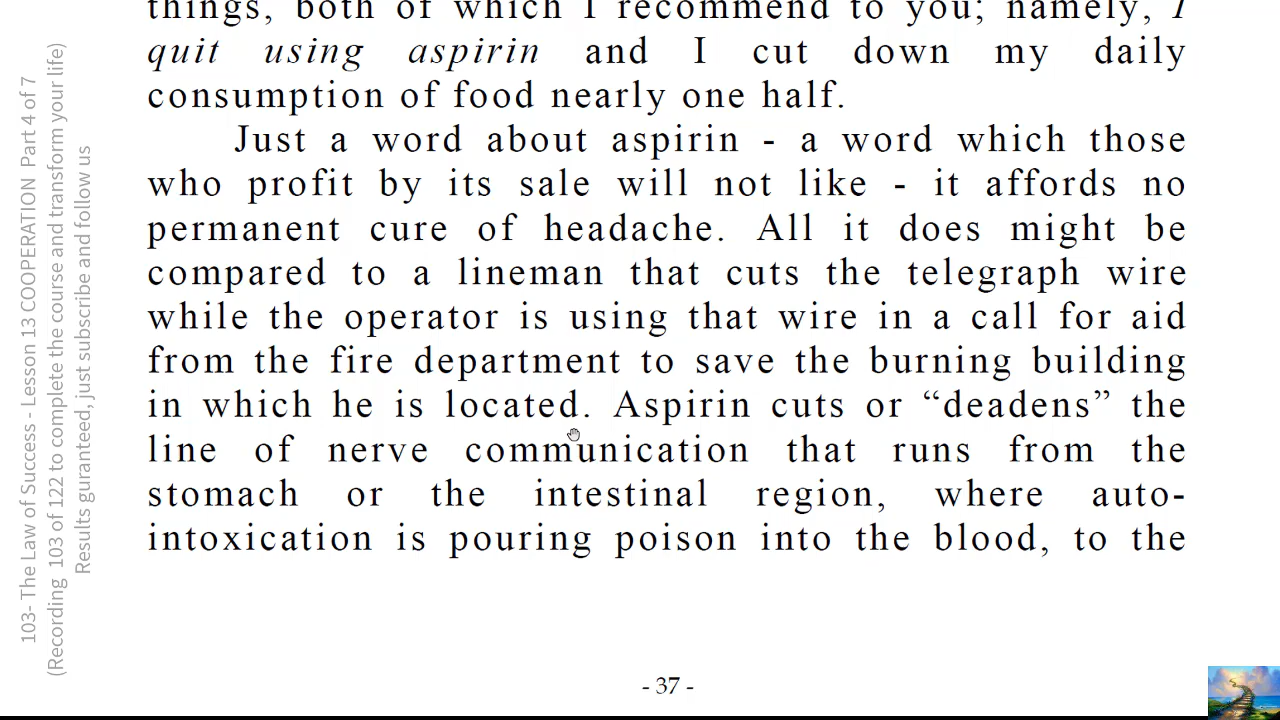 things, both of which I recommend to you; namely, I
quit using aspirin and I cut down my daily
consumption of food nearly one half.
Just a word about aspirin - a word which those
who profit by its sale will not like - it affords no
permanent cure of headache. All it does might be
compared to a lineman that cuts the telegraph wire
while the operator is using that wire in a call for aid
from the fire department to save the burning building
in which he is located. Aspirin cuts or “deadens” the
line of nerve communication that runs from the
stomach or the intestinal region, where auto-
intoxication is pouring poison into the blood, to the
- 37 -
103- The Law of Success - Lesson 13 COOPERATION Part 4 of 7
(Recording 103 of 122 to complete the course and transform your life)
Results guranteed, just subscribe and follow us